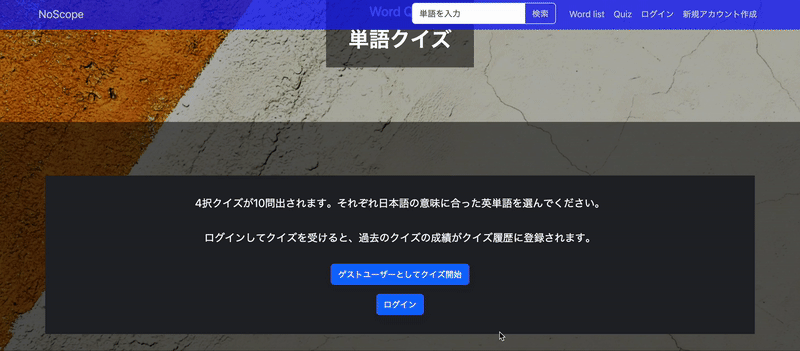 NoScope
単語を入力
検索
Word list
Quiz
ログイン
新規アカウント作成
Word
単語クイズ
4択クイズが10問出されます。それぞれ日本語の意味に合った英単語を選んでください。
ログインしてクイズを受けると、過去のクイズの成績がクイズ履歴に登録されます。
ゲストユーザーとしてクイズ開始
ログイン